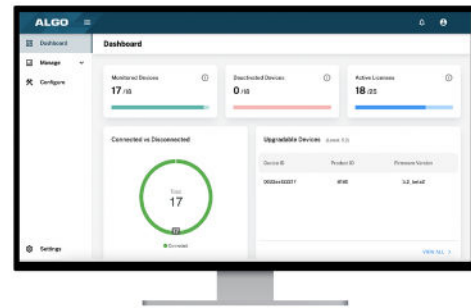 ALGO
Dashboard
Manage
Configure
Settings
Dashboard
Monitored Devices
17 /18
Deactivated Devices
0 /18
Active Licenses
18 /25
Connected vs Disconnected
Total
17
Connected
Upgradable Devices
Device ID Product ID Firmware Version
VIEW ALL >